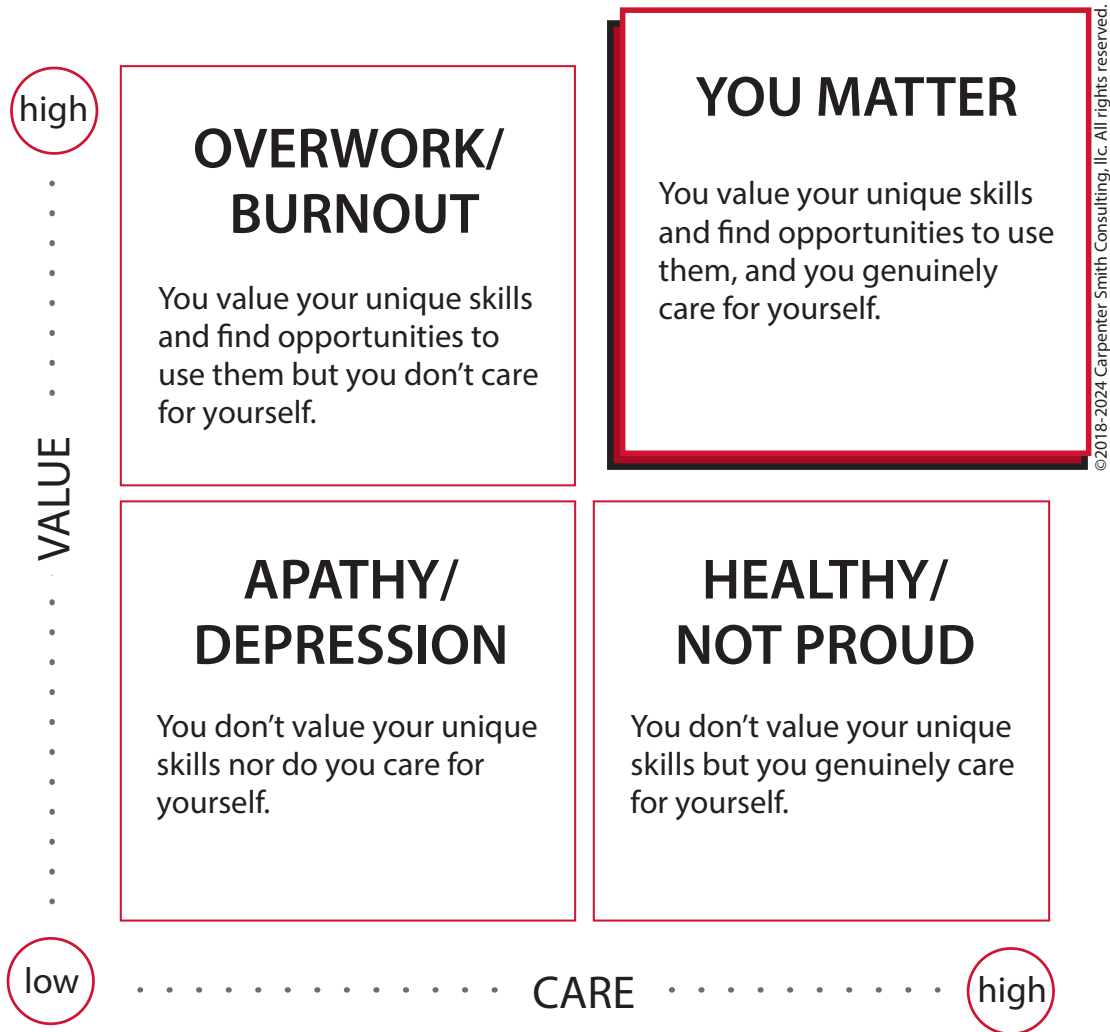 high
OVERWORK/
BURNOUT
You value your unique skills
and find opportunities to
use them but you don’t care
for yourself.
YOU MATTER
You value your unique skills
and find opportunities to use
them, and you genuinely
care for yourself.
©2018-2024 Carpenter Smith Consulting, llc. All rights reserved.
VALUE
APATHY/
DEPRESSION
You don’t value your unique
skills nor do you care for
yourself.
HEALTHY/
NOT PROUD
You don’t value your unique
skills but you genuinely care
for yourself.
low
CARE
high